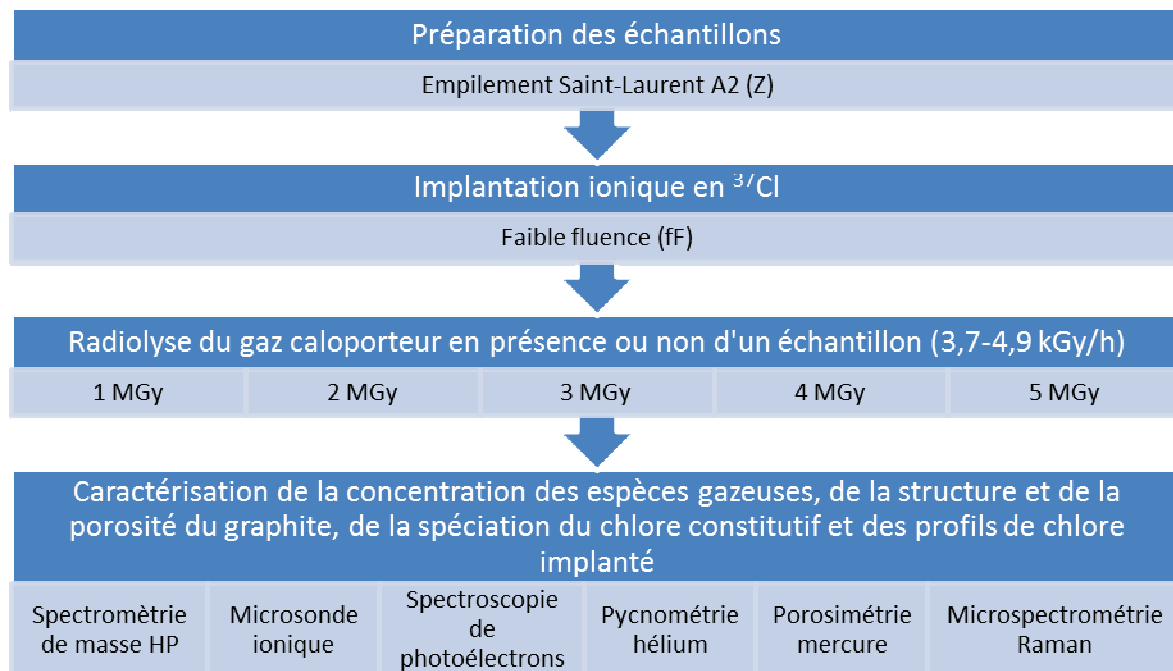 Préparation des échantillons
Empilement Saint-Laurent A2 (Z)
Implantation ionique en ³⁷Cl
Faible fluence (fF)
Radiolyse du gaz caloporteur en présence ou non d'un échantillon (3,7-4,9 kGy/h)
1 MGy 2 MGy 3 MGy 4 MGy 5 MGy
Caractérisation de la concentration des espèces gazeuses, de la structure et de la
porosité du graphite, de la spéciation du chlore constitutif et des profils de chlore
implanté
Spectromètrie
de masse HP
Microsonde
ionique
Spectroscopie
de
photoélectrons
Pycnométrie
hélium
Porosimétrie
mercure
Microspectrométrie
Raman